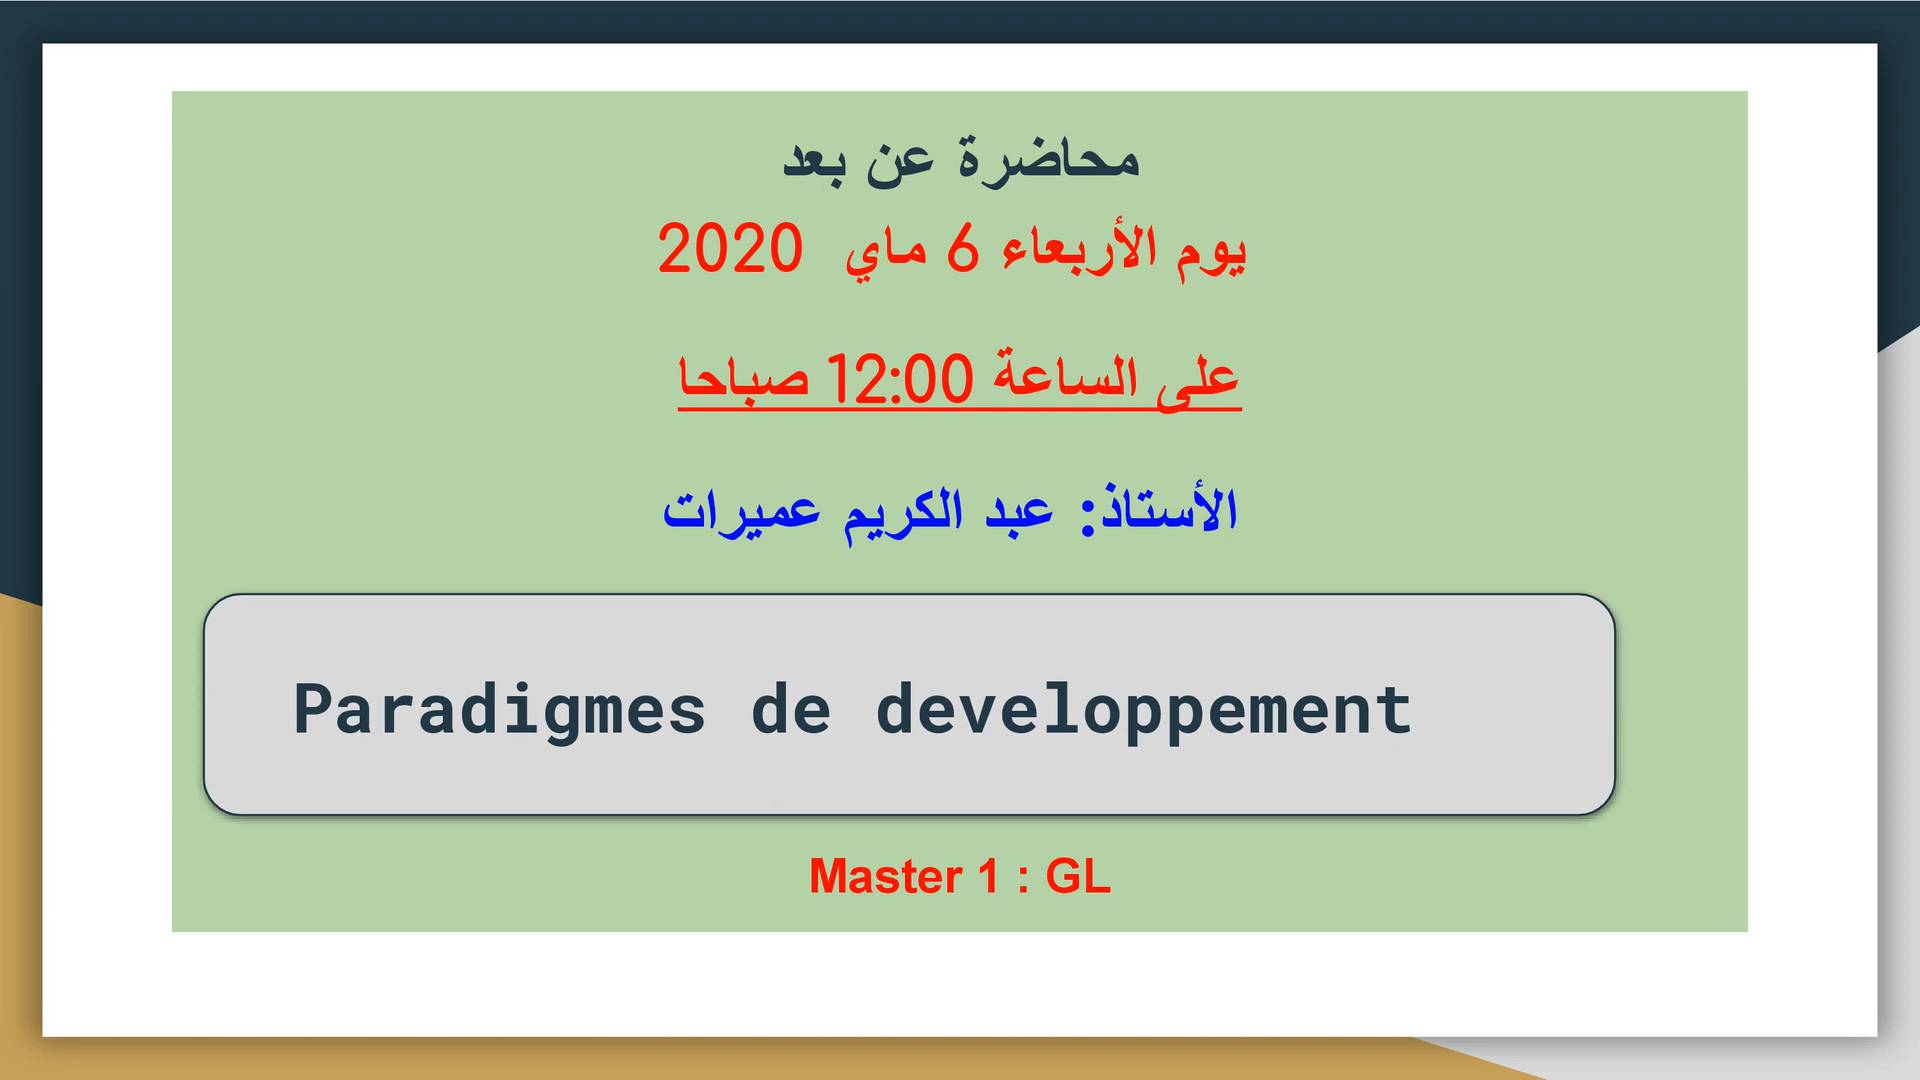 محاضرة عن بعد
يوم الأربعاء 6 ماي 2020
على الساعة 12:00 صباحا
الأستاذ: عبد الكريم عميرات
Paradigmes de developpement
Master 1 : GL